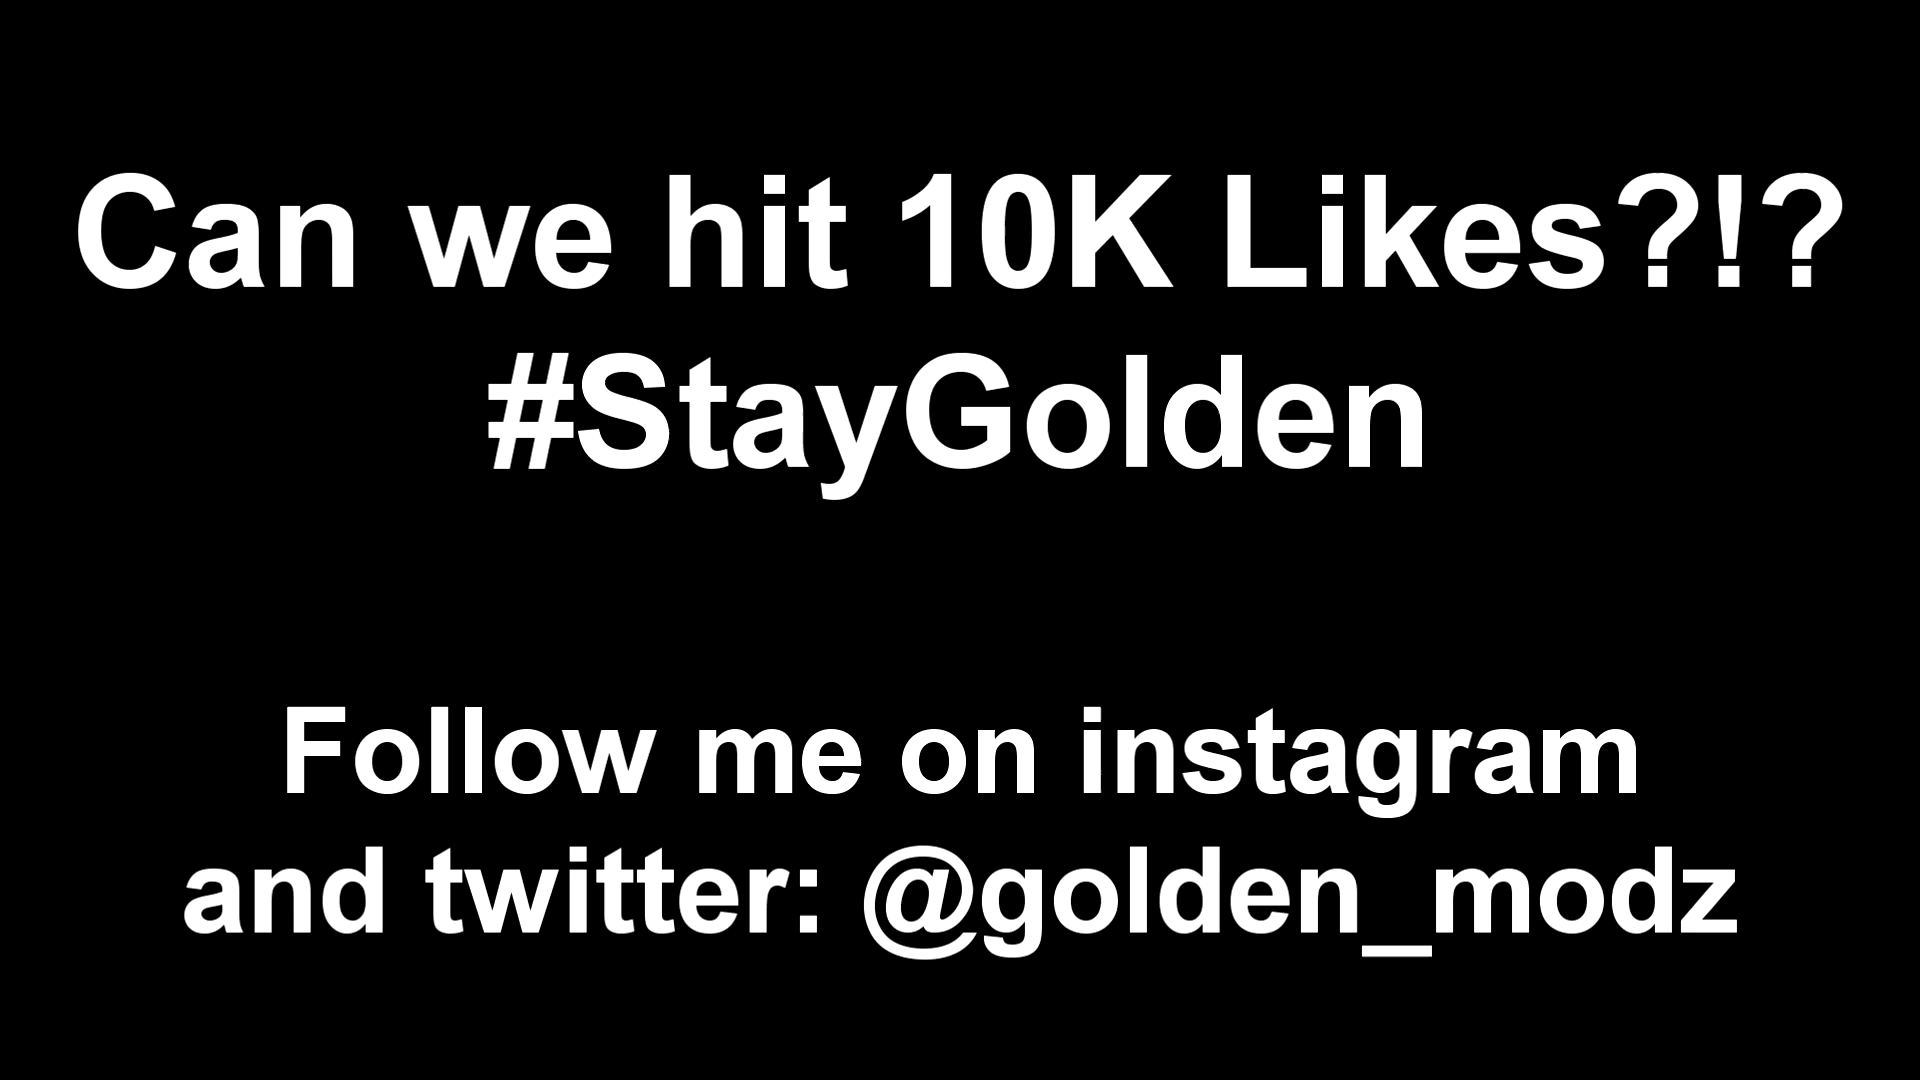 Can we hit 10K Likes?!?
#StayGolden
Follow me on instagram
and twitter: @golden_modz